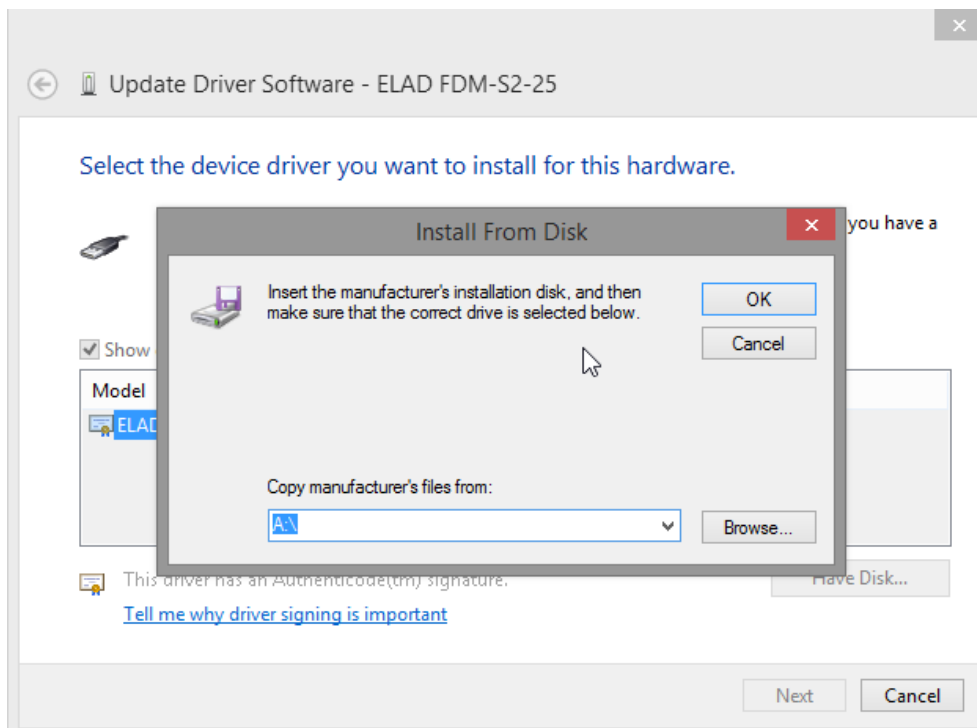 Update Driver Software - ELAD FDM-S2-25
Select the device driver you want to install for this hardware.
you have a
Install From Disk
Insert the manufacturer's installation disk, and then
make sure that the correct drive is selected below.
OK
Cancel
Show
Model
ELAD
Copy manufacturer's files from:
A:\
Browse...
This driver has an Authenticode(tm) signature.
Have Disk...
Tell me why driver signing is important
Next
Cancel